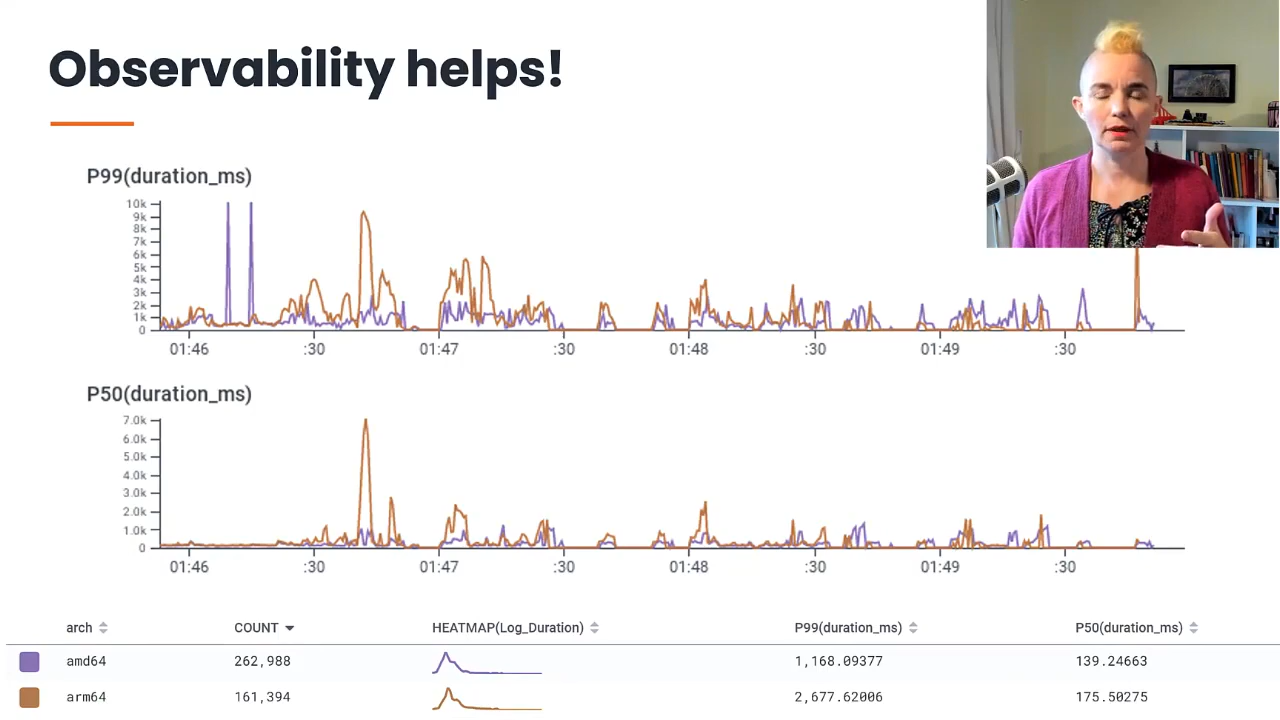 Observability helps!
P99(duration_ms)
10k
9k
8k
7k
6k
5k
4k
3k
2k
1k
0
01:46 :30 01:47 :30 01:48 :30 01:49 :30
P50(duration_ms)
7.0k
6.0k
5.0k
4.0k
3.0k
2.0k
1.0k
0
01:46 :30 01:47 :30 01:48 :30 01:49 :30
arch COUNT HEATMAP(Log_Duration) P99(duration_ms) P50(duration_ms)
amd64 262,988 1,168.09377 139.24663
arm64 161,394 2,677.62006 175.50275